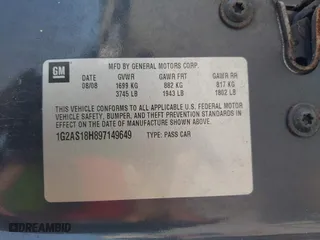 GM
MFD BY GENERAL MOTORS CORP.
DATE GVWR GAWR FRT GAWR RR
08/08 1699 KG 882 KG 817 KG
3745 LB 1943 LB 1802 LB
THIS VEHICLE CONFORMS TO ALL APPLICABLE U.S. FEDERAL MOTOR
VEHICLE SAFETY, BUMPER, AND THEFT PREVENTION STANDARDS IN
EFFECT ON THE DATE OF MANUFACTURE SHOWN ABOVE.
1G2AS18H897149649 TYPE: PASS CAR
DREAMBID